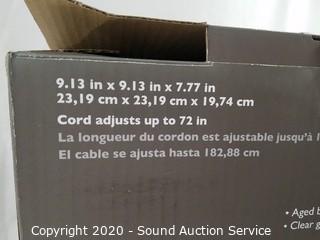 9.13 in x 9.13 in x 7.77 in
23,19 cm x 23,19 cm x 19,74 cm
Cord adjusts up to 72 in
La longueur du cordon est ajustable jusqu'à
El cable se ajusta hasta 182,88 cm
• Aged
• Clear
Copyright 2020 - Sound Auction Service